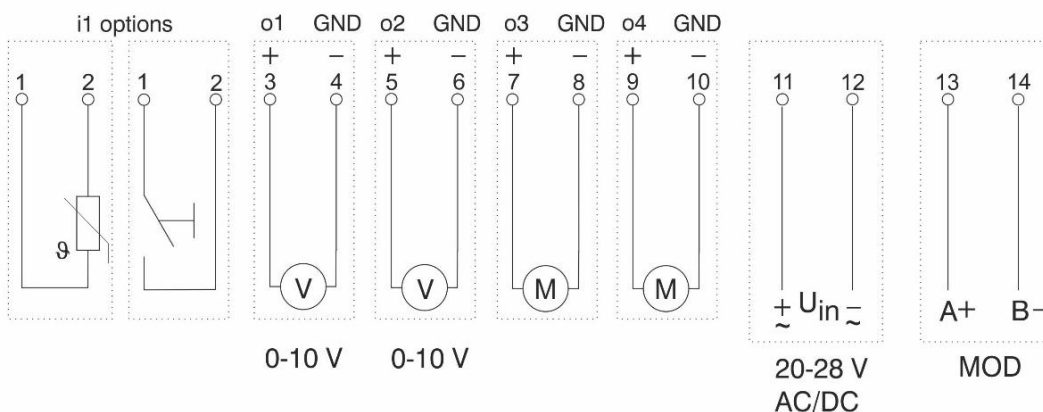 i1 options
o1 GND o2 GND o3 GND o4 GND
+ − + − + − + −
1 2 1 2 3 4 5 6 7 8 9 10 11 12 13 14
ϑ
V V M M
+ Uin −
~ ~
A+ B−
0-10 V 0-10 V 20-28 V MOD
AC/DC